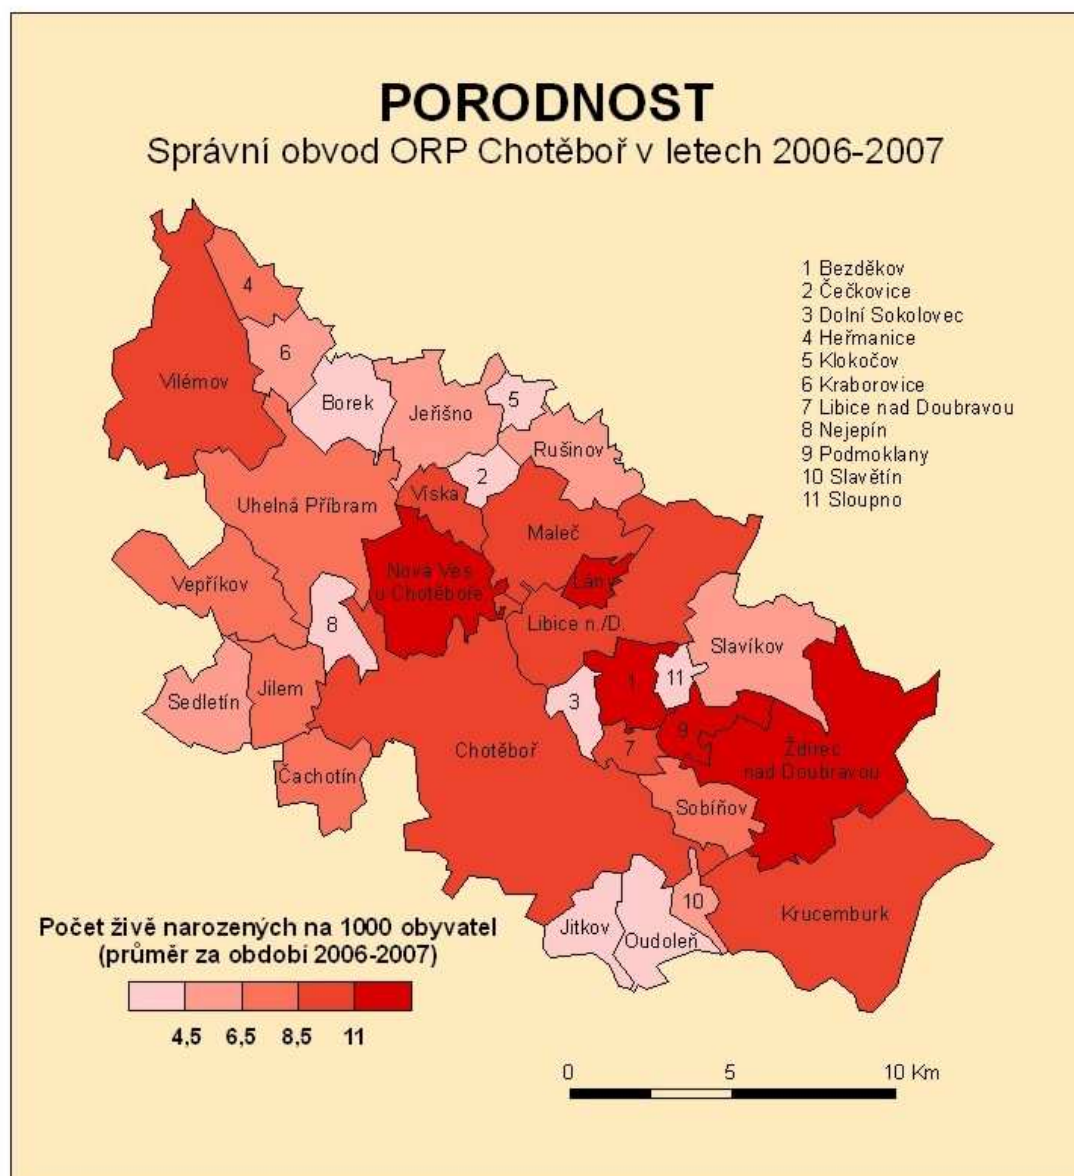 PORODNOST
Správní obvod ORP Chotěboř v letech 2006-2007
1 Bezděkov
2 Čečkovice
3 Dolní Sokolovec
4 Heřmanice
5 Klokočov
6 Kraborovice
7 Libice nad Doubravou
8 Nejepín
9 Podmoklany
10 Slavětín
11 Sloupno
4
6
Vilémov
Borek
Jeřišno
5
Rušinov
2
Víska
Uhelná Příbram
Maleč
Nová Ves
u Chotěboře
Lány
Vepříkov
8
Libice n./D.
Slavíkov
1
11
Sedletín
Jilem
3
9
7
Chotěboř
Ždírec
nad Doubravou
Čachotín
Sobíňov
10
Krucemburk
Jitkov
Oudoleň
Počet živě narozených na 1000 obyvatel
(průměr za období 2006-2007)
4,5 6,5 8,5 11
0 5 10 Km